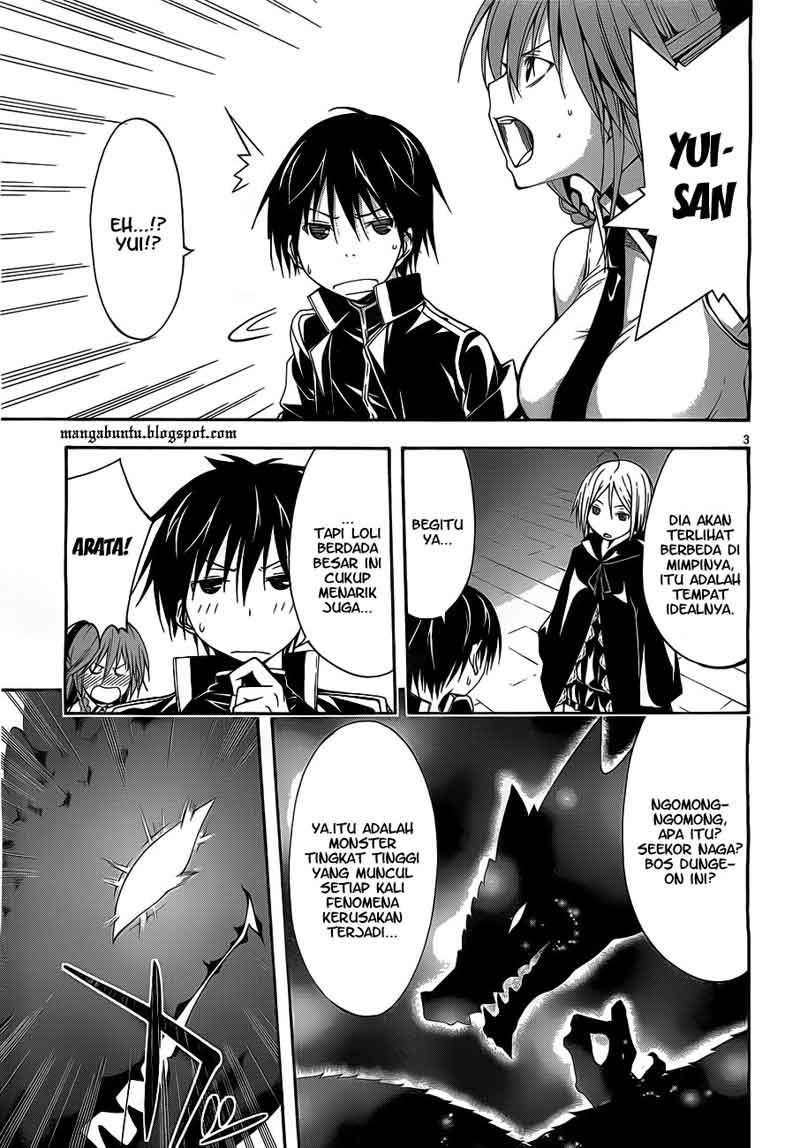 YUI-
SAN
EH...!?
YUI!?
mangabuntu.blogspot.com
3
DIA AKAN
TERLIHAT
BERBEDA DI
MIMPINYA,
ITU ADALAH
TEMPAT
IDEALNYA.
BEGITU
YA...
...
TAPI LOLI
BERDADA
BESAR INI
CUKUP
MENARIK
JUGA...
ARATA!
NGOMONG-
NGOMONG,
APA ITU?
SEEKOR NAGA?
BOS DUNGE-
ON INI?
YA.ITU ADALAH
MONSTER
TINGKAT TINGGI
YANG MUNCUL
SETIAP KALI
FENOMENA
KERUSAKAN
TERJADI...